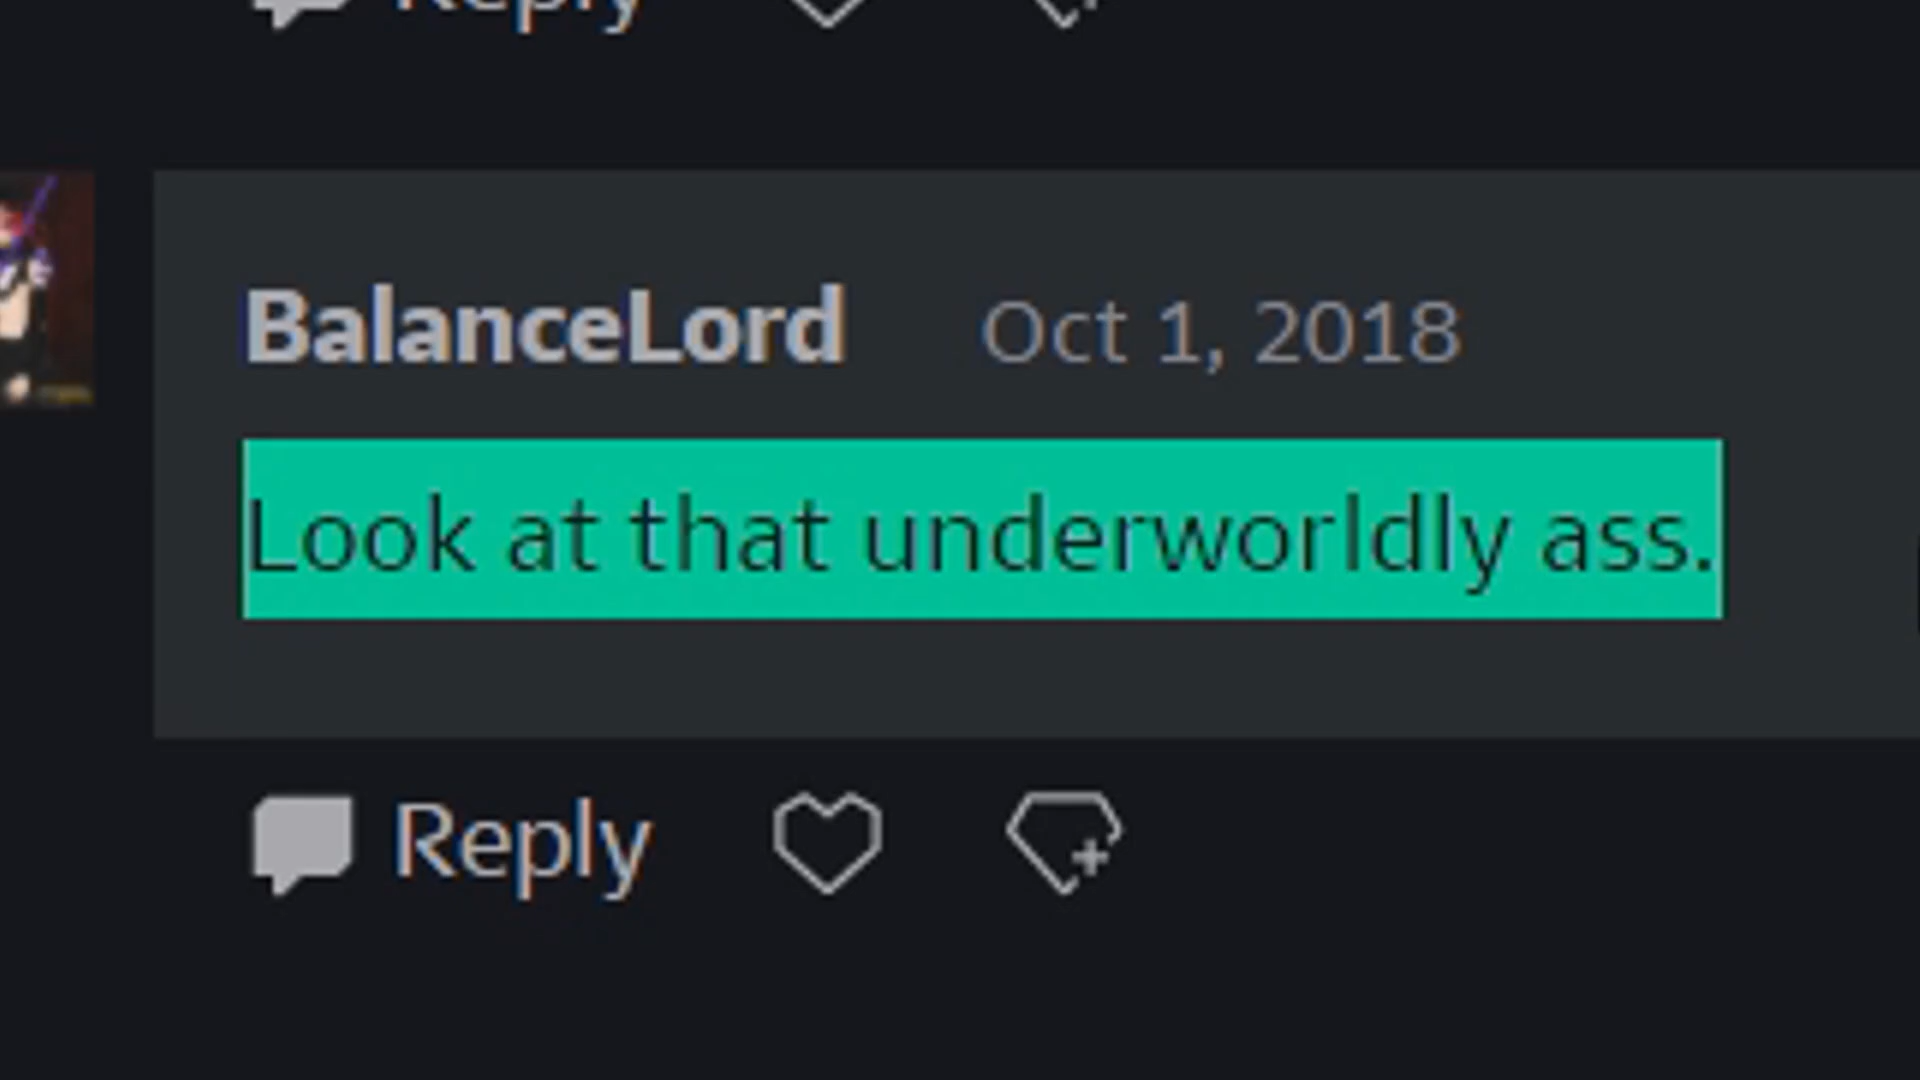 Reply
BalanceLord Oct 1, 2018
Look at that underworldly ass.
Reply